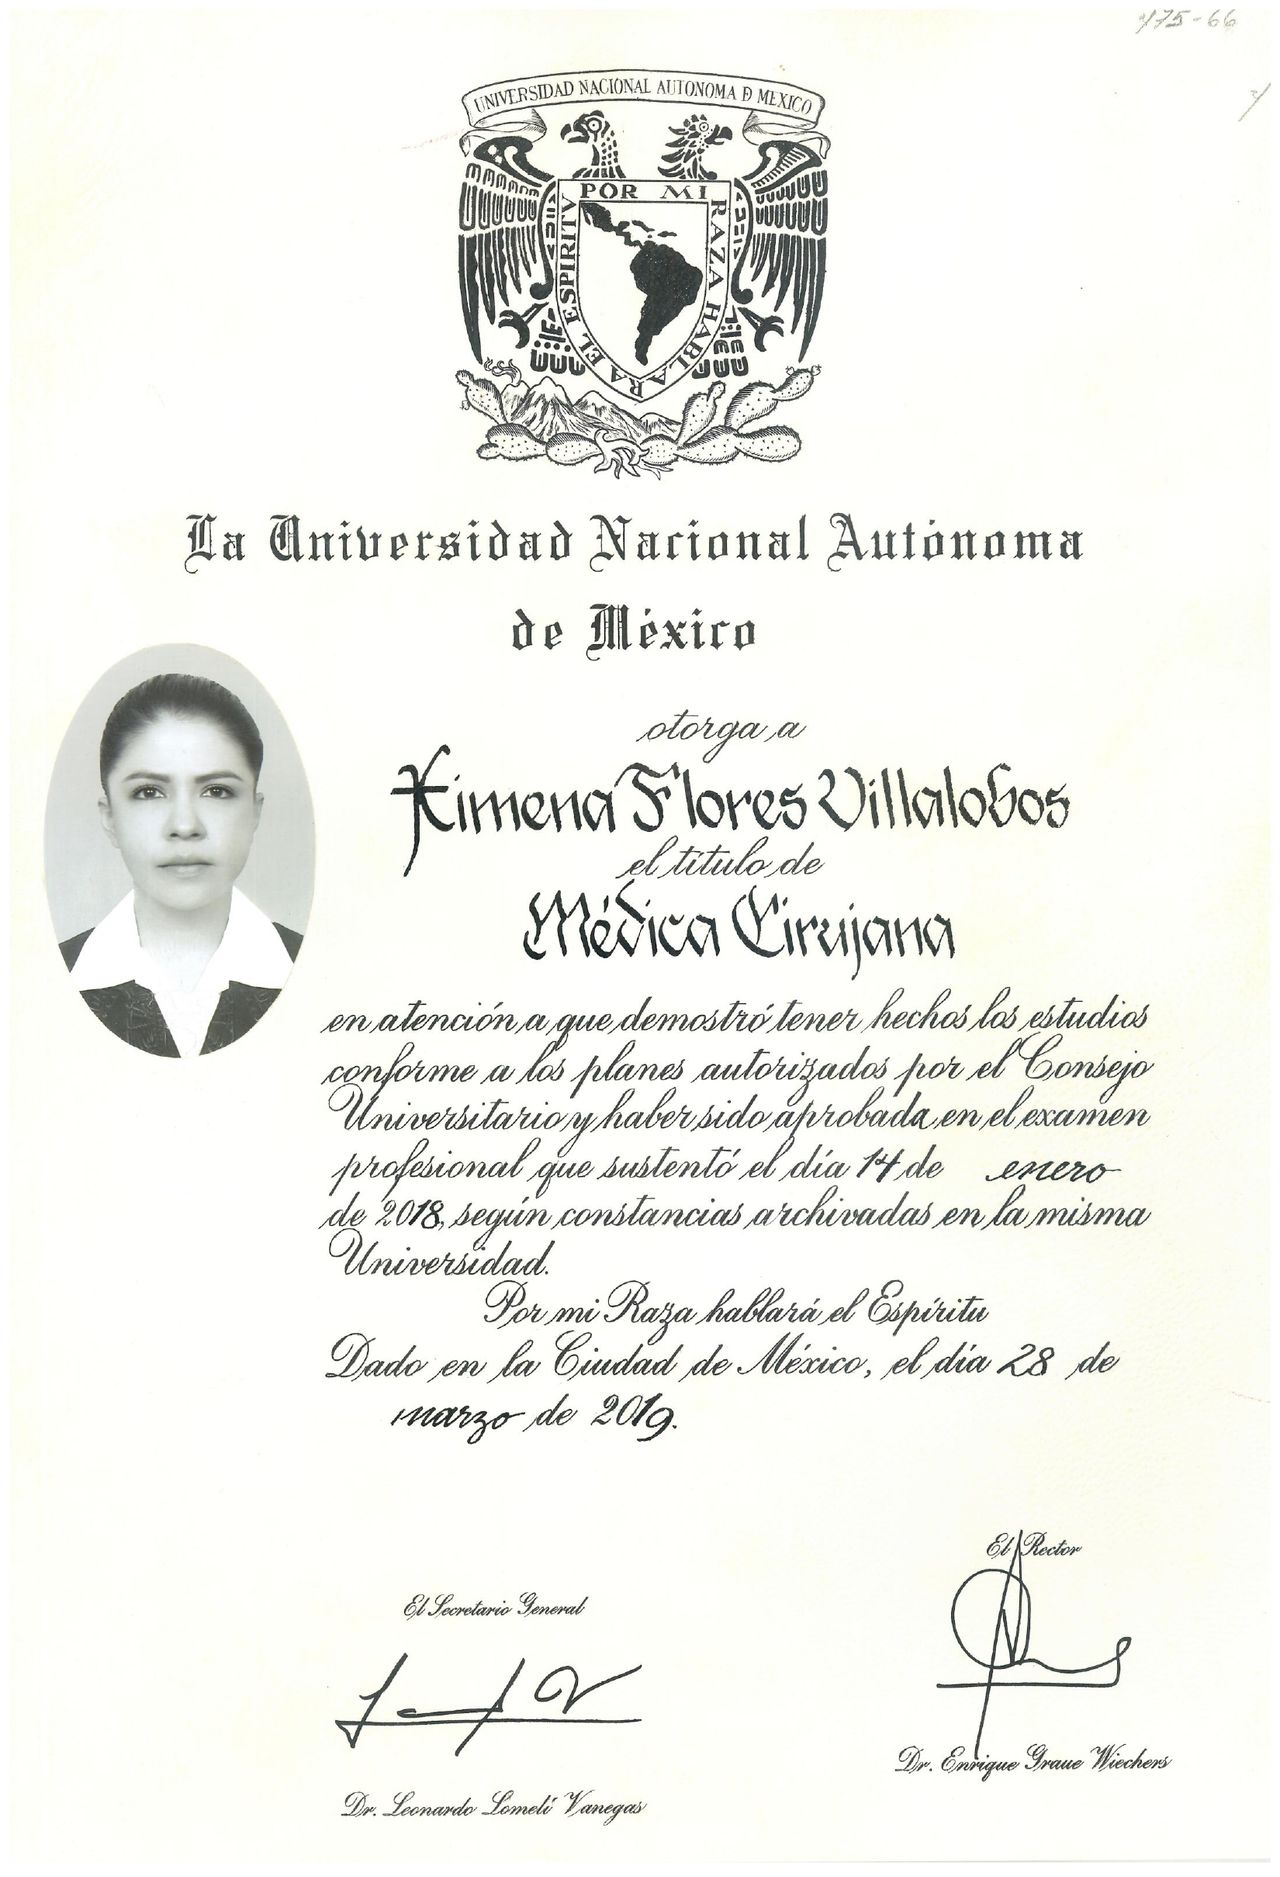 475-66
UNIVERSIDAD NACIONAL AUTONOMA D MEXICO
POR MI RAZA HABLARA EL ESPIRITV
La Universidad Nacional Autónoma
de México
otorga a
Ximena Flores Villalobos
el título de
Médica Cirujana
en atención a que demostró tener hechos los estudios
conforme a los planes autorizados por el Consejo
Universitario y haber sido aprobada en el examen
profesional que sustentó el día 14 de enero
de 2018, según constancias archivadas en la misma
Universidad.
Por mi Raza hablará el Espíritu
Dado en la Ciudad de México, el día 28 de
marzo de 2019.
El Rector
El Secretario General
Dr. Enrique Graue Wiechers
Dr. Leonardo Lomelí Vanegas